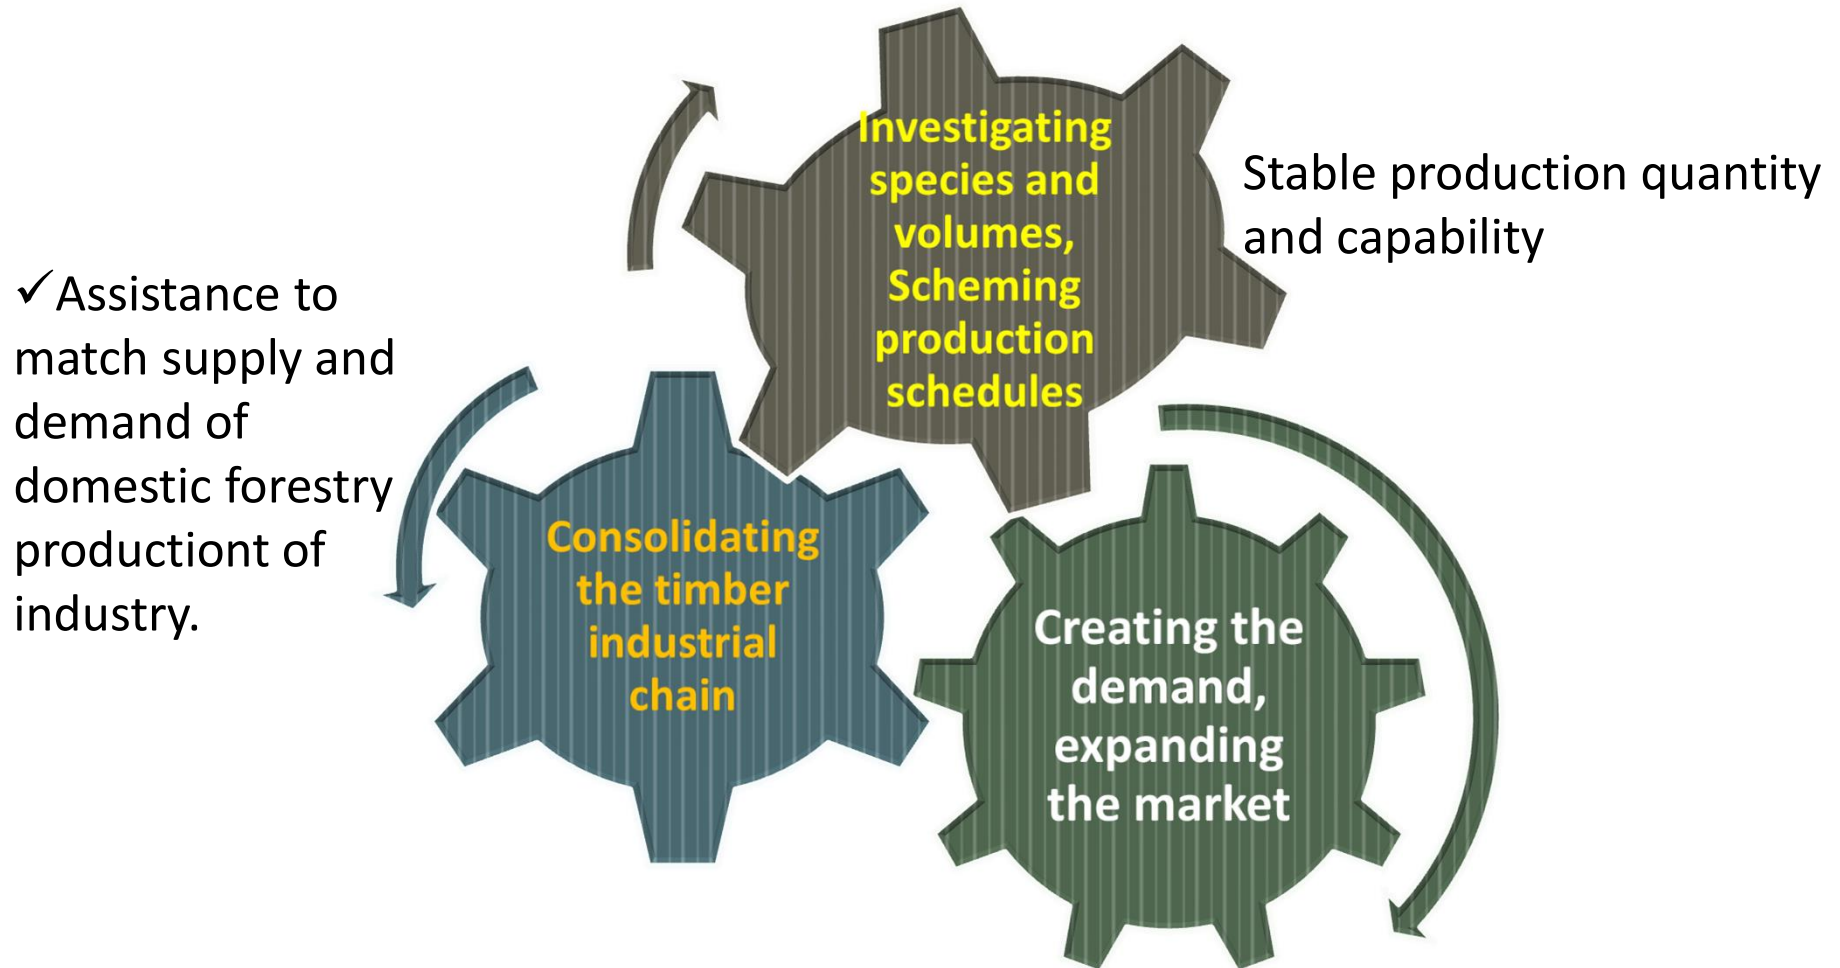 Investigating
species and
volumes,
Scheming
production
schedules
Stable production quantity
and capability
✓Assistance to
match supply and
demand of
domestic forestry
productiont of
industry.
Consolidating
the timber
industrial
chain
Creating the
demand,
expanding
the market